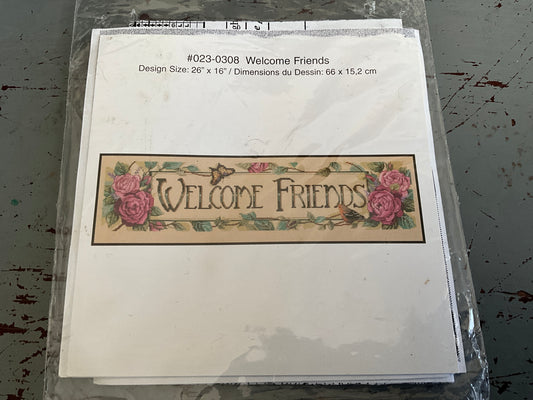 #023-0308 Welcome Friends
Design Size: 26" x 16" / Dimensions du Dessin: 66 x 15,2 cm
WELCOME FRIENDS